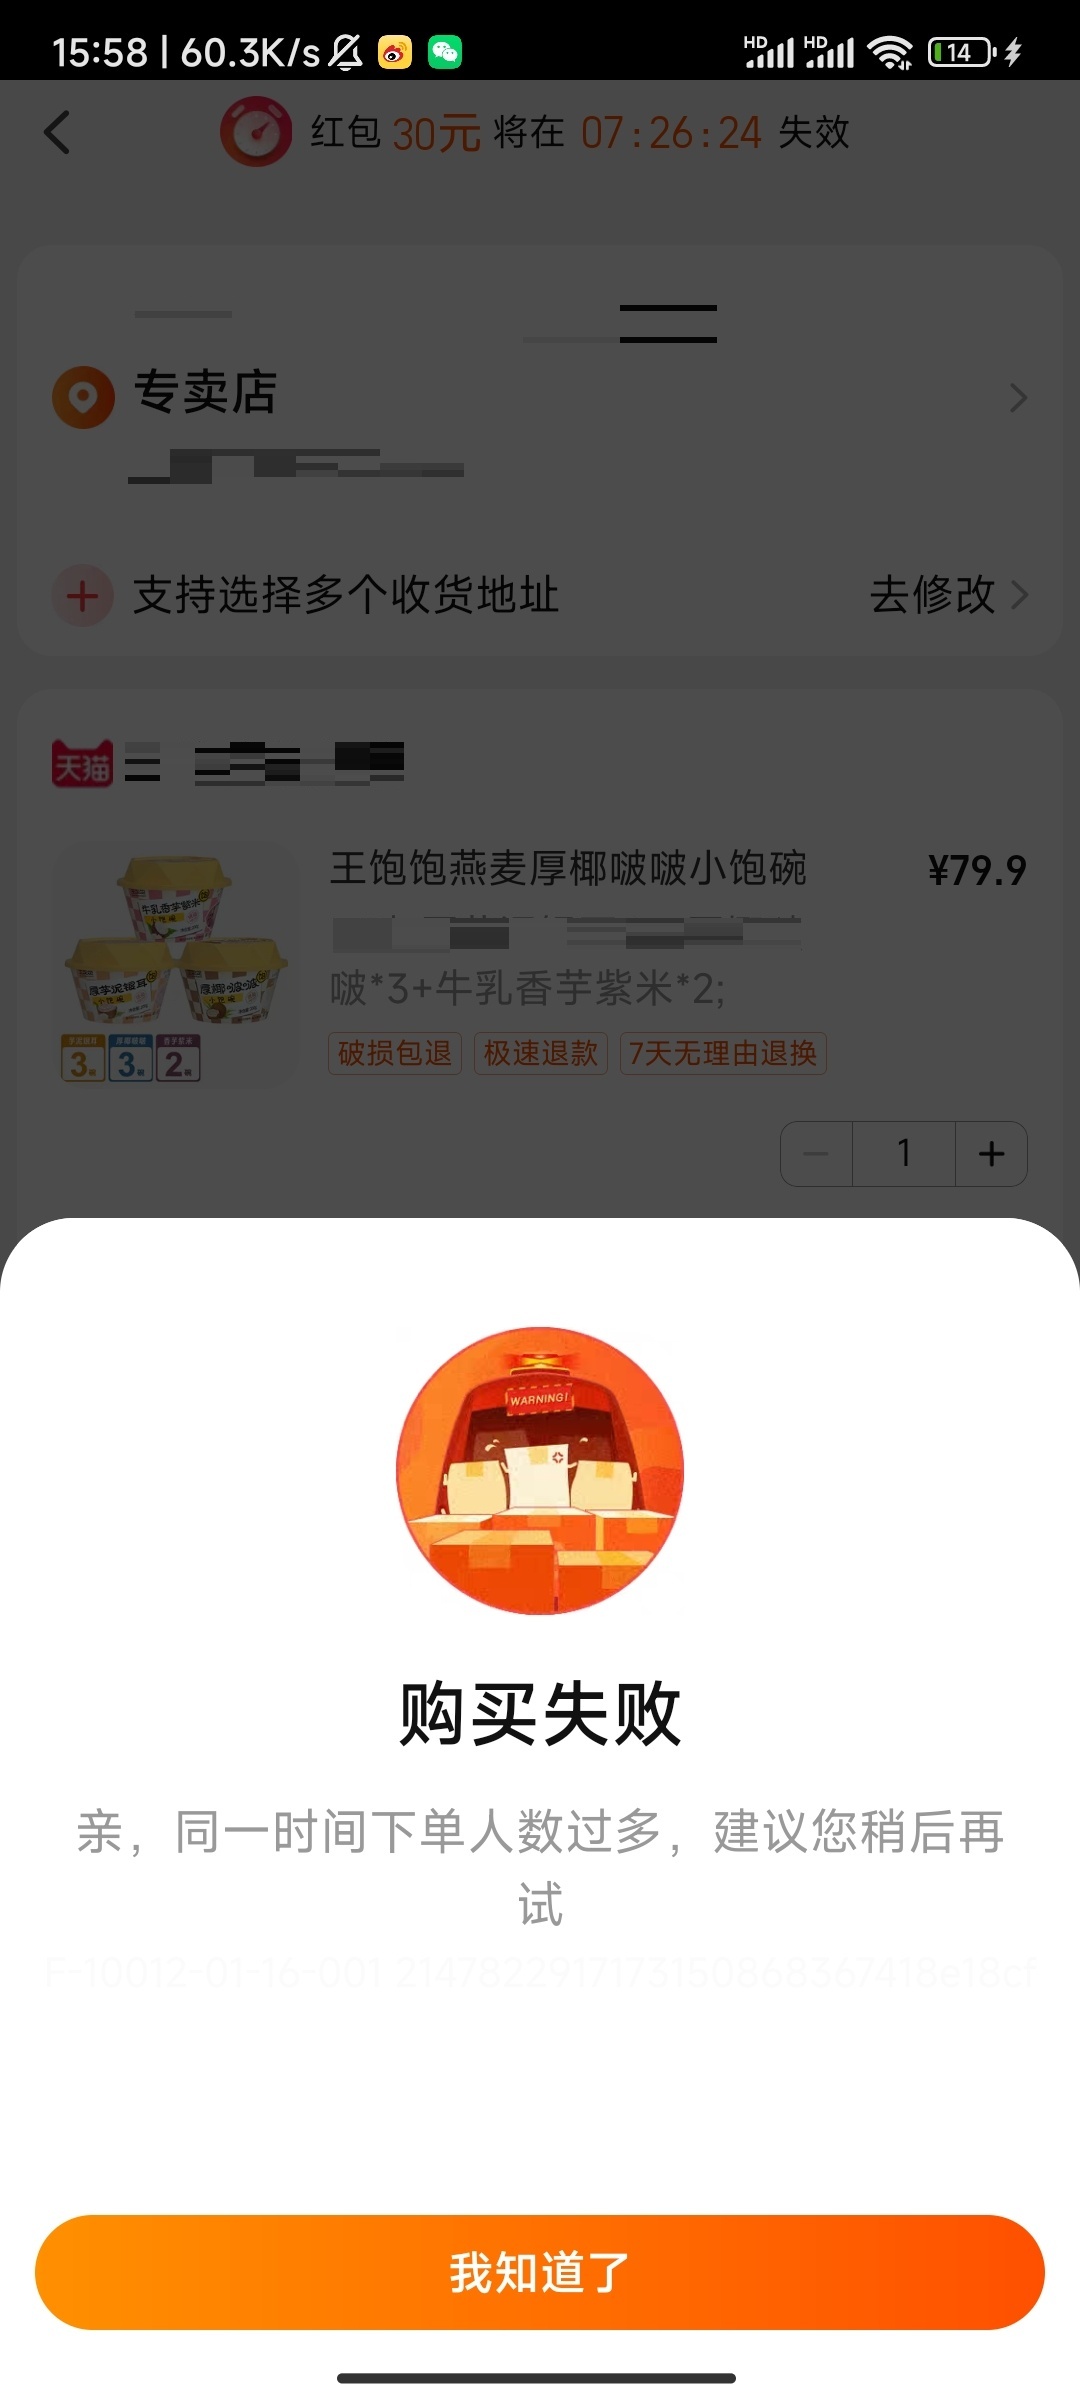 15:58 | 60.3K/s
HD HD 14
红包 30元 将在 07:26:24 失效
专卖店
支持选择多个收货地址 去修改
天猫
王饱饱燕麦厚椰啵啵小饱碗 ¥79.9
啵*3+牛乳香芋紫米*2;
牛乳香芋紫米
小饱碗
厚芋泥银耳
厚椰啵啵
3 3 2
破损包退 极速退款 7天无理由退换
1
WARNING!
购买失败
亲，同一时间下单人数过多，建议您稍后再
试
我知道了